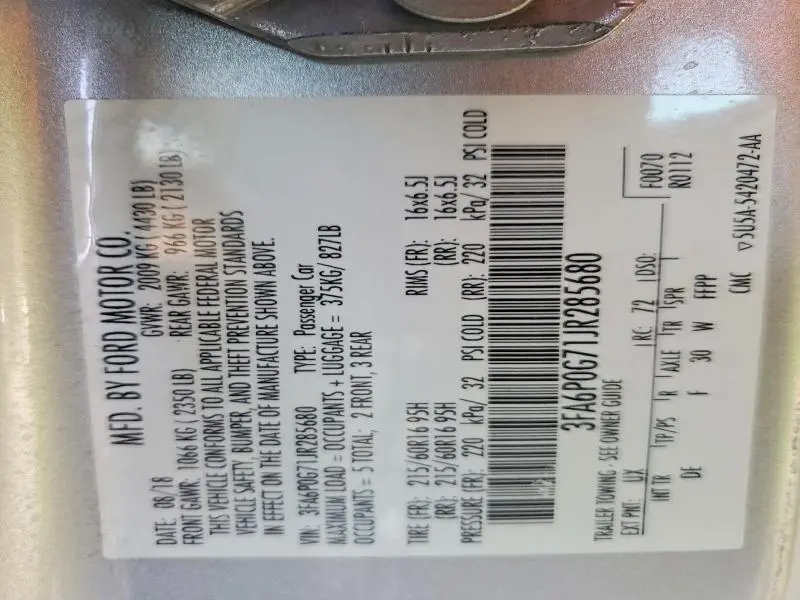 MFD. BY FORD MOTOR CO.
DATE: 08/18 GVWR: 2009 KG ( 4430 LB)
FRONT GAWR: 1066 KG ( 2350 LB) REAR GAWR: 966 KG ( 2130 LB)
THIS VEHICLE CONFORMS TO ALL APPLICABLE FEDERAL MOTOR
VEHICLE SAFETY, BUMPER, AND THEFT PREVENTION STANDARDS
IN EFFECT ON THE DATE OF MANUFACTURE SHOWN ABOVE.
VIN: 3FA6P0G71JR285680 TYPE: Passenger Car
MAXIMUM LOAD = OCCUPANTS + LUGGAGE = 375KG/ 827LB
OCCUPANTS = 5 TOTAL; 2 FRONT, 3 REAR
TIRE (FR): 215/60R16 95H RIMS (FR): 16x6.5J
(RR): 215/60R16 95H (RR): 16x6.5J
PRESSURE (FR): 220 kPa/ 32 PSI COLD (RR): 220 kPa/ 32 PSI COLD
3FA6P0G71JR285680
TRAILER TOWING - SEE OWNER GUIDE
F0070
R0112
EXT PNT: UX RC: 72 DSO:
INT TR TP/PS R AXLE TR SPR
DE F 30 W FFPP
CMC ▽5U5A-5420472-AA